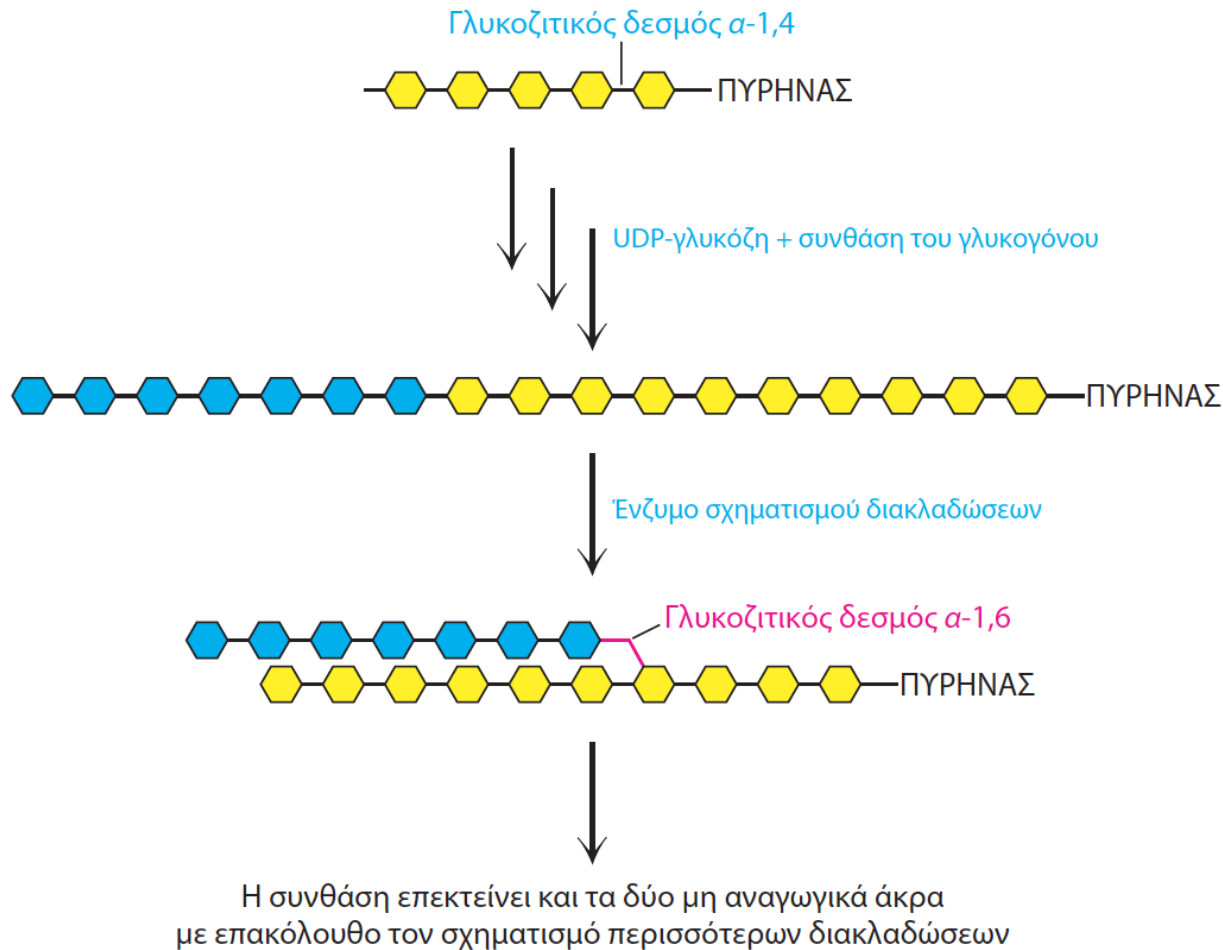 Γλυκοζιτικός δεσμός α-1,4
ΠΥΡΗΝΑΣ
UDP-γλυκόζη + συνθάση του γλυκογόνου
ΠΥΡΗΝΑΣ
Ένζυμο σχηματισμού διακλαδώσεων
Γλυκοζιτικός δεσμός α-1,6
ΠΥΡΗΝΑΣ
Η συνθάση επεκτείνει και τα δύο μη αναγωγικά άκρα
με επακόλουθο τον σχηματισμό περισσότερων διακλαδώσεων